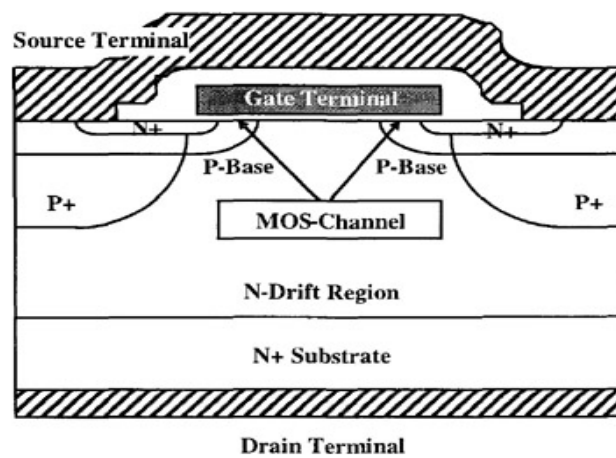 Source Terminal
Gate Terminal
N+ N+
P-Base P-Base
P+ P+
MOS-Channel
N-Drift Region
N+ Substrate
Drain Terminal